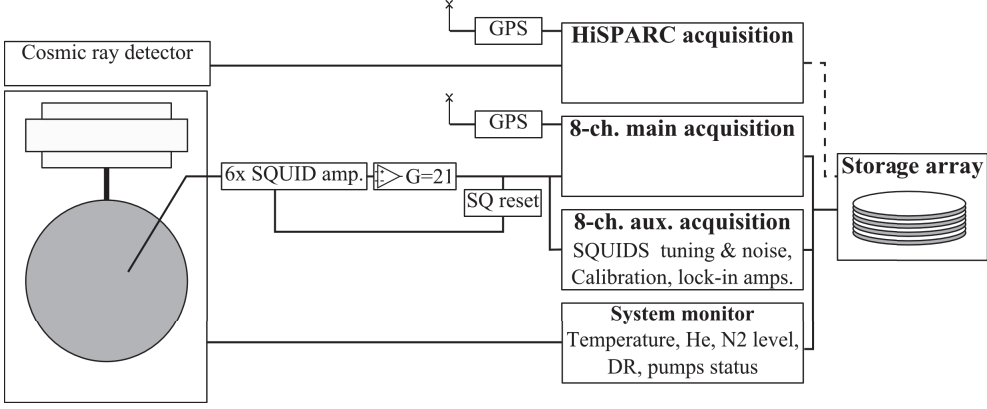 GPS
HiSPARC acquisition
Cosmic ray detector
GPS
8-ch. main acquisition
Storage array
6x SQUID amp.
G=21
SQ reset
8-ch. aux. acquisition
SQUIDS tuning & noise,
Calibration, lock-in amps.
System monitor
Temperature, He, N2 level,
DR, pumps status